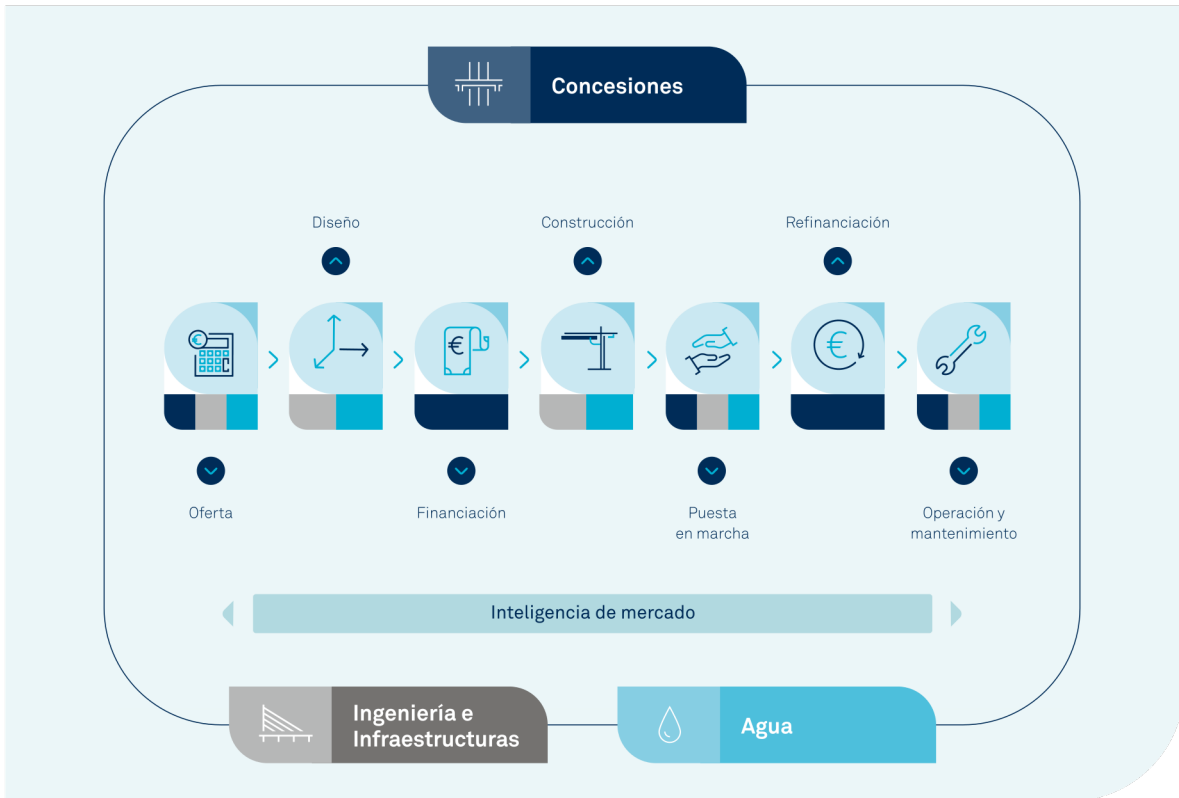 Concesiones
Diseño
Construcción
Refinanciación
Oferta
Financiación
Puesta
en marcha
Operación y
mantenimiento
Inteligencia de mercado
Ingeniería e
Infraestructuras
Agua